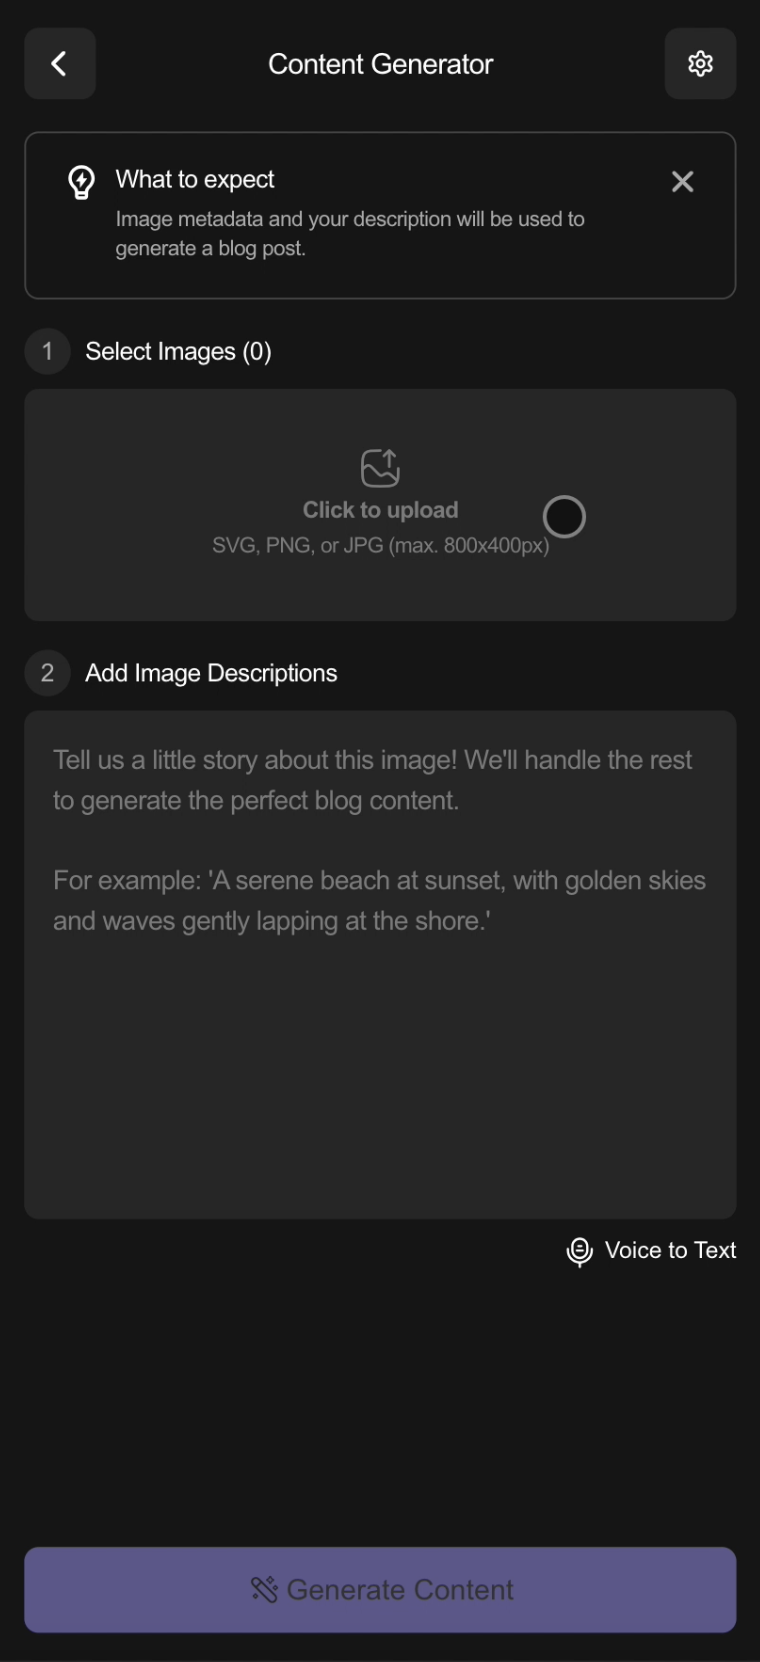 Content Generator
What to expect
Image metadata and your description will be used to
generate a blog post.
1 Select Images (0)
Click to upload
SVG, PNG, or JPG (max. 800x400px)
2 Add Image Descriptions
Tell us a little story about this image! We'll handle the rest
to generate the perfect blog content.
For example: 'A serene beach at sunset, with golden skies
and waves gently lapping at the shore.'
Voice to Text
Generate Content